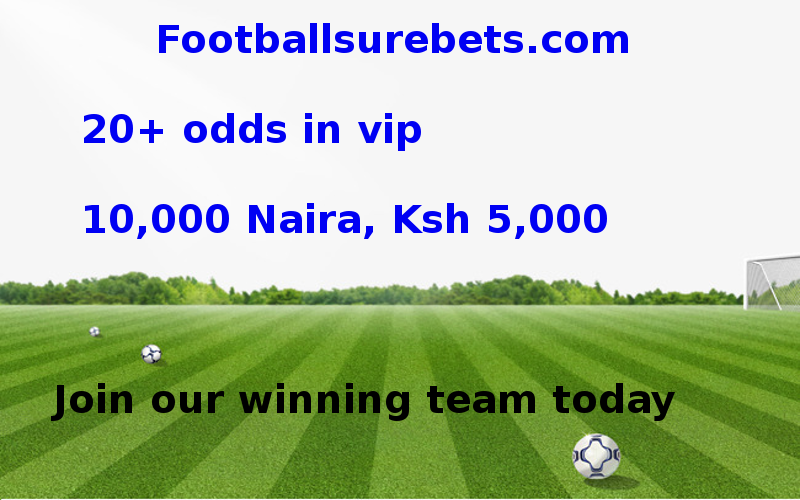 Footballsurebets.com
20+ odds in vip
10,000 Naira, Ksh 5,000
Join our winning team today